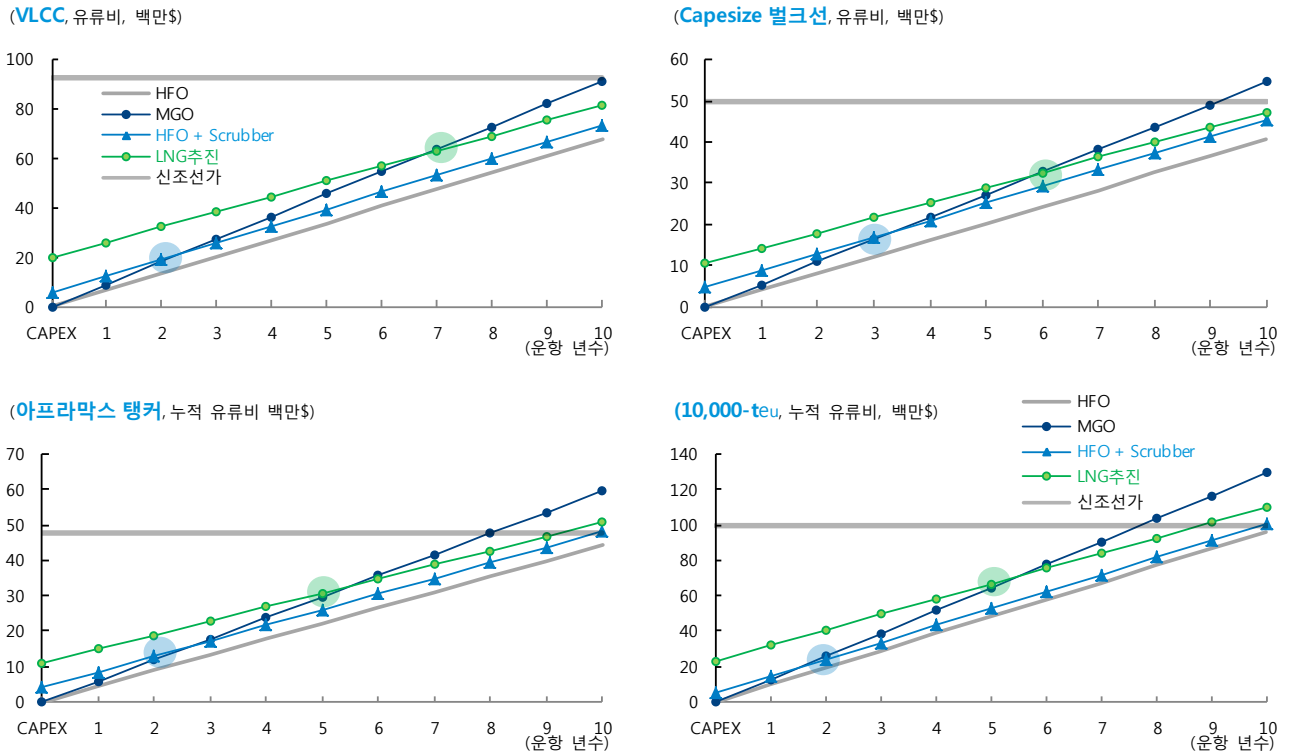 (VLCC, 유류비, 백만$)
100
80
60
40
20
0
HFO
MGO
HFO + Scrubber
LNG추진
신조선가
CAPEX 1 2 3 4 5 6 7 8 9 10
(운항 년수)
(Capesize 벌크선, 유류비, 백만$)
60
50
40
30
20
10
0
CAPEX 1 2 3 4 5 6 7 8 9 10
(운항 년수)
(아프라막스 탱커, 누적 유류비 백만$)
70
60
50
40
30
20
10
0
CAPEX 1 2 3 4 5 6 7 8 9 10
(운항 년수)
(10,000-teu, 누적 유류비, 백만$)
HFO
MGO
HFO + Scrubber
LNG추진
신조선가
140
120
100
80
60
40
20
0
CAPEX 1 2 3 4 5 6 7 8 9 10
(운항 년수)